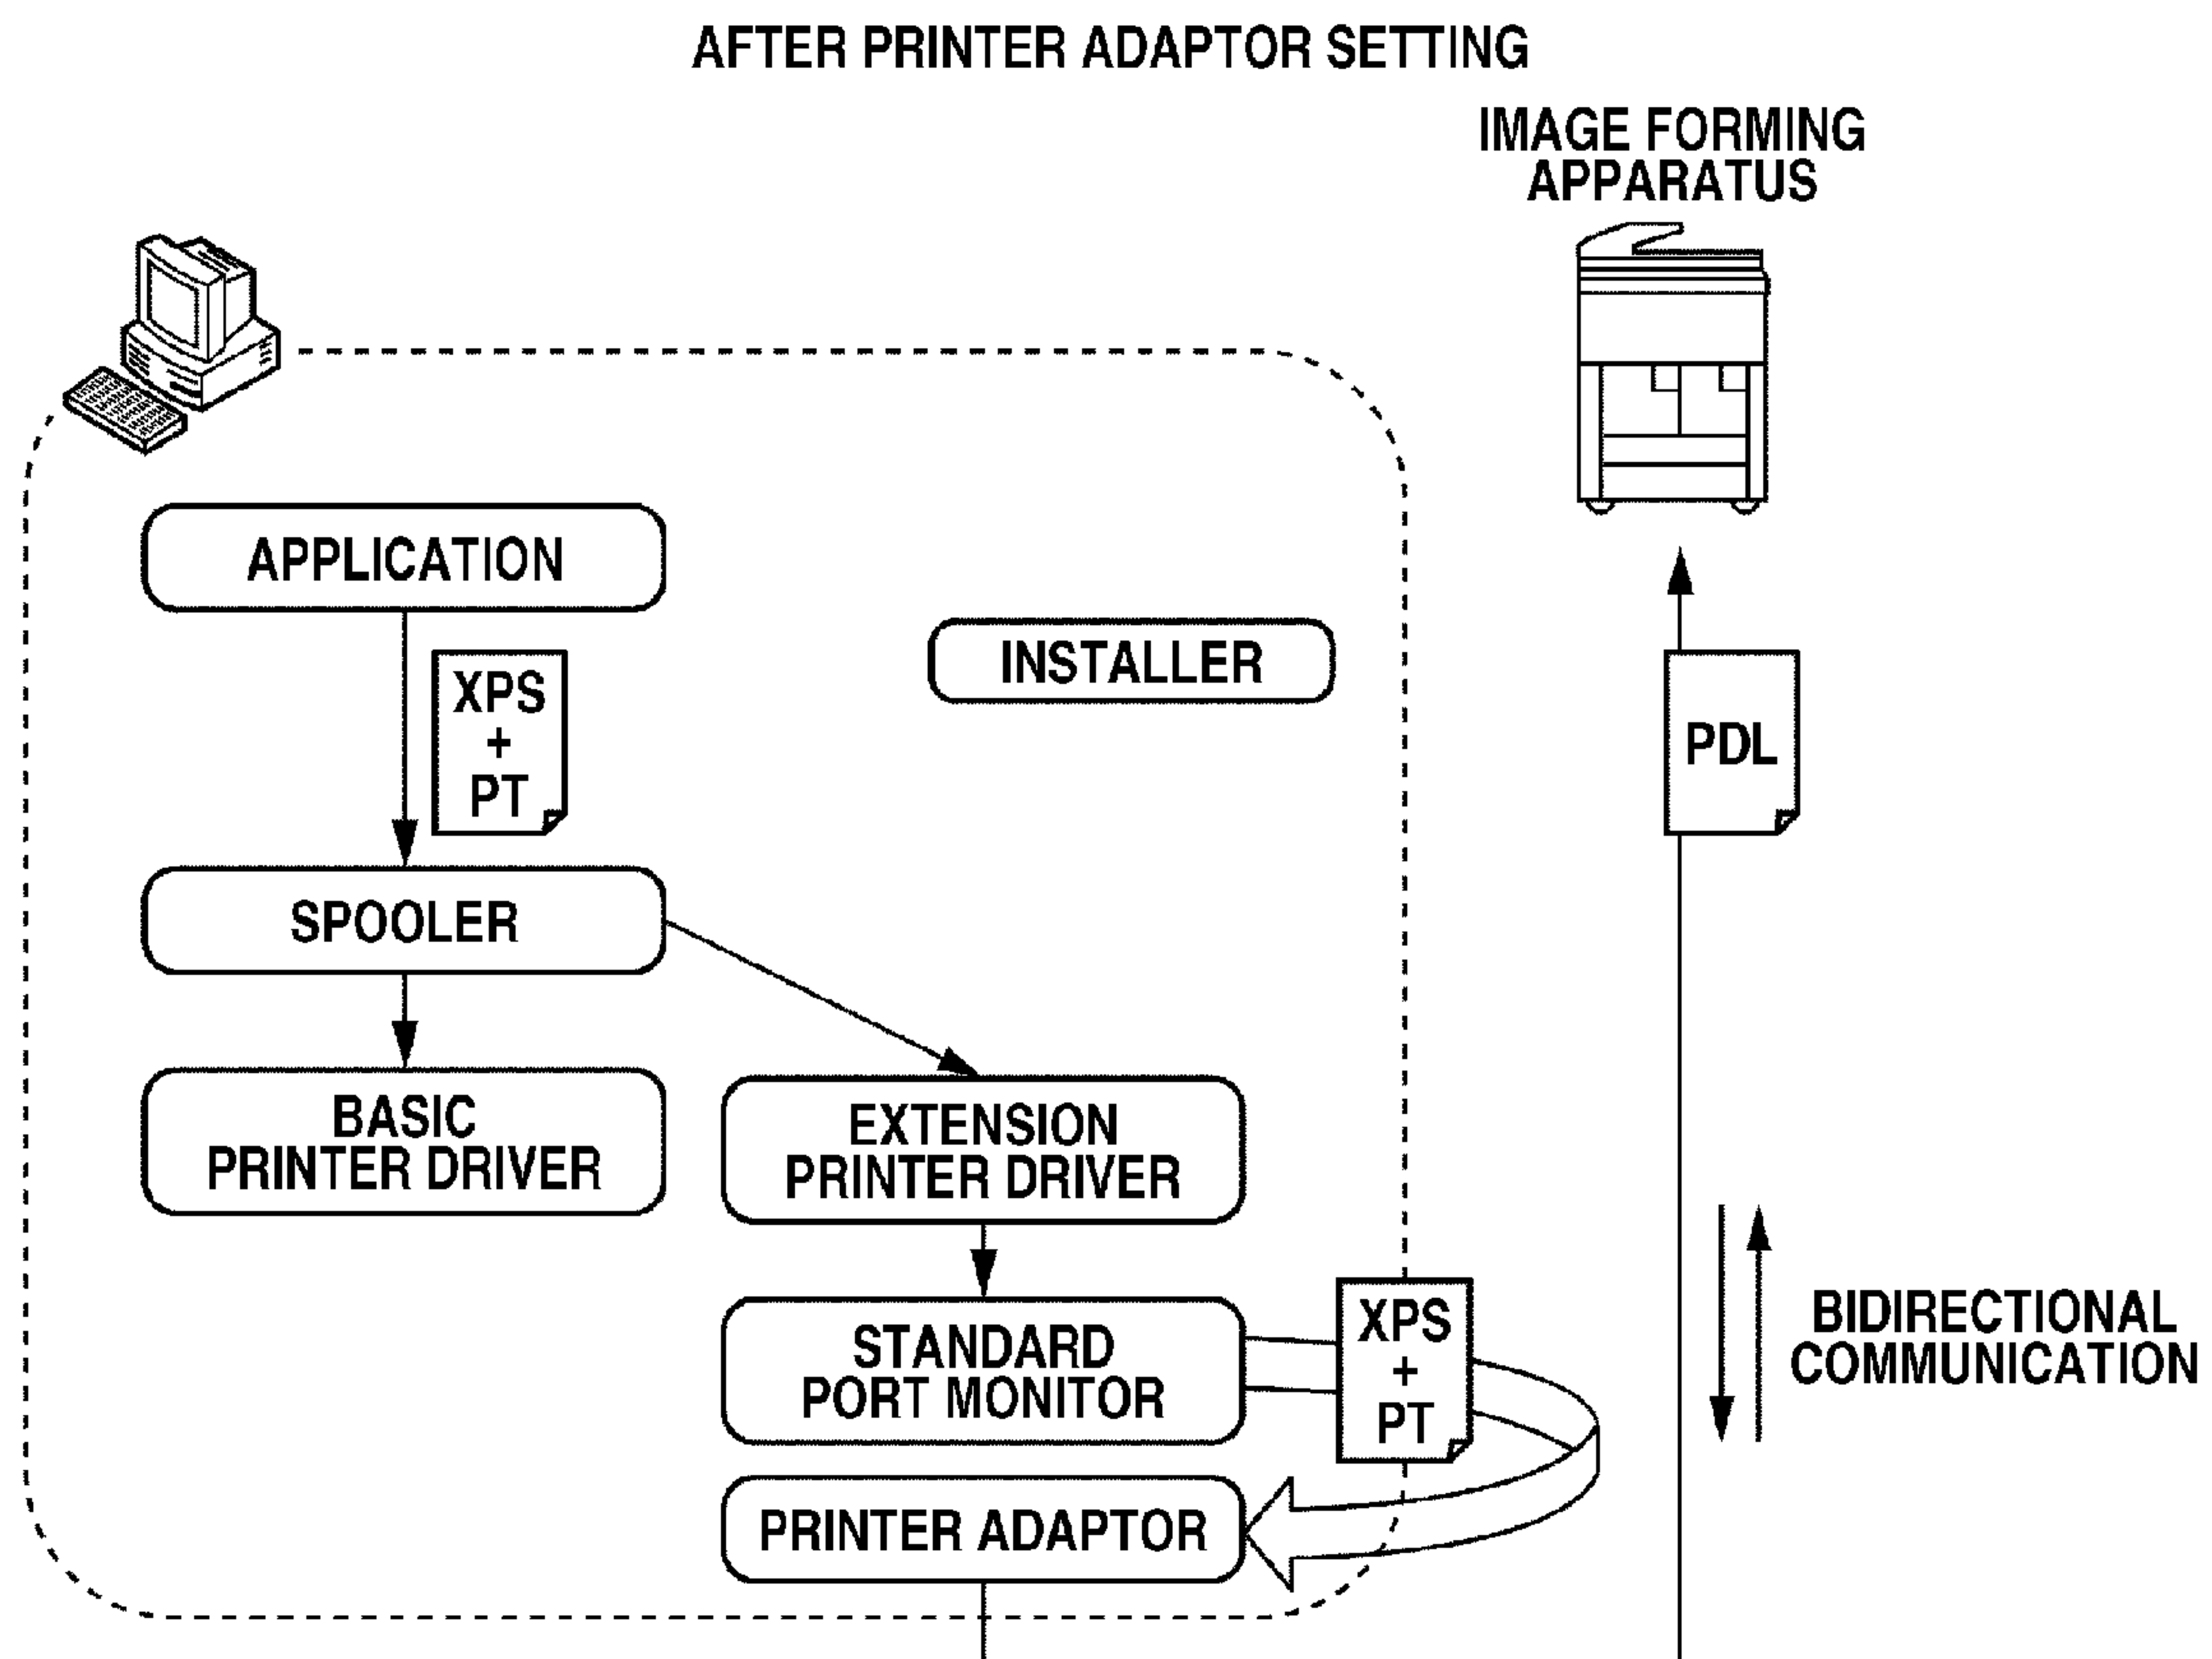 AFTER PRINTER ADAPTOR SETTING
IMAGE FORMING
APPARATUS
APPLICATION
INSTALLER
XPS
+
PT
PDL
SPOOLER
BASIC
PRINTER DRIVER
EXTENSION
PRINTER DRIVER
STANDARD
PORT MONITOR
XPS
+
PT
BIDIRECTIONAL
COMMUNICATION
PRINTER ADAPTOR